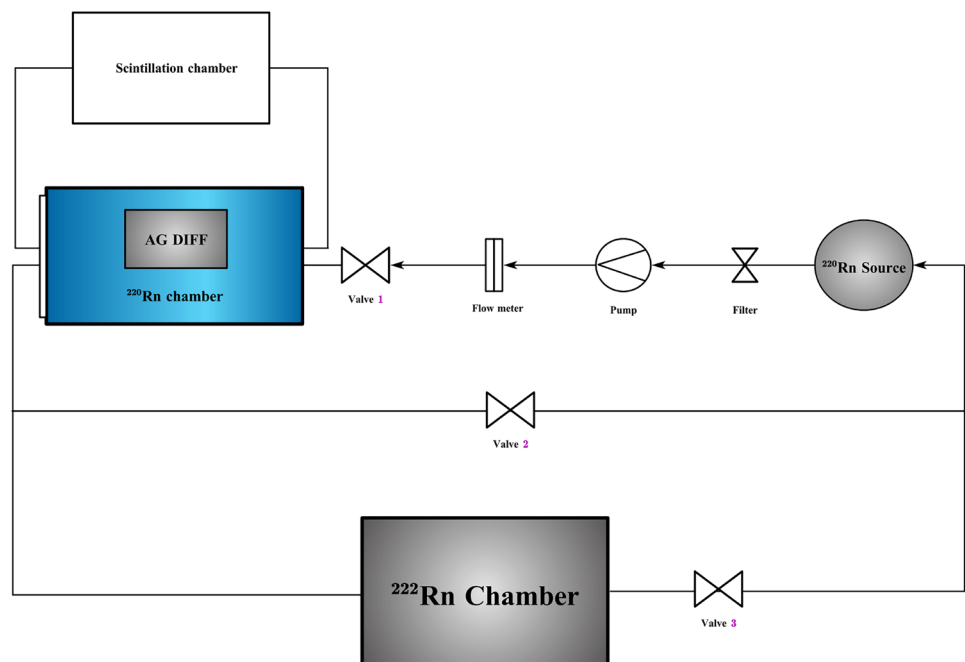 Scintillation chamber
AG DIFF
²²⁰Rn chamber
Valve 1
Flow meter
Pump
Filter
²²⁰Rn Source
Valve 2
²²²Rn Chamber
Valve 3